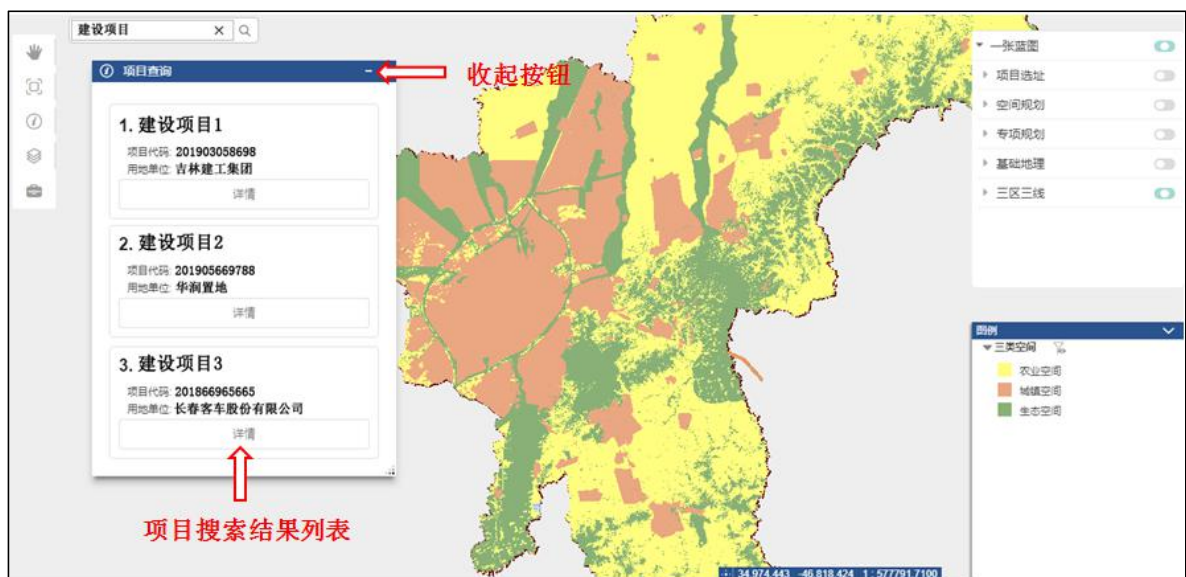 建设项目
项目查询
收起按钮
1. 建设项目1
项目代码: 201903058698
用地单位: 吉林建工集团
详情
2. 建设项目2
项目代码: 201905669788
用地单位: 华润置地
详情
3. 建设项目3
项目代码: 201866965665
用地单位: 长春客车股份有限公司
详情
项目搜索结果列表
一张蓝图
项目选址
空间规划
专项规划
基础地理
三区三线
图例
三类空间
农业空间
城镇空间
生态空间
34.974.443 -46.818.424 1 : 577791.7100